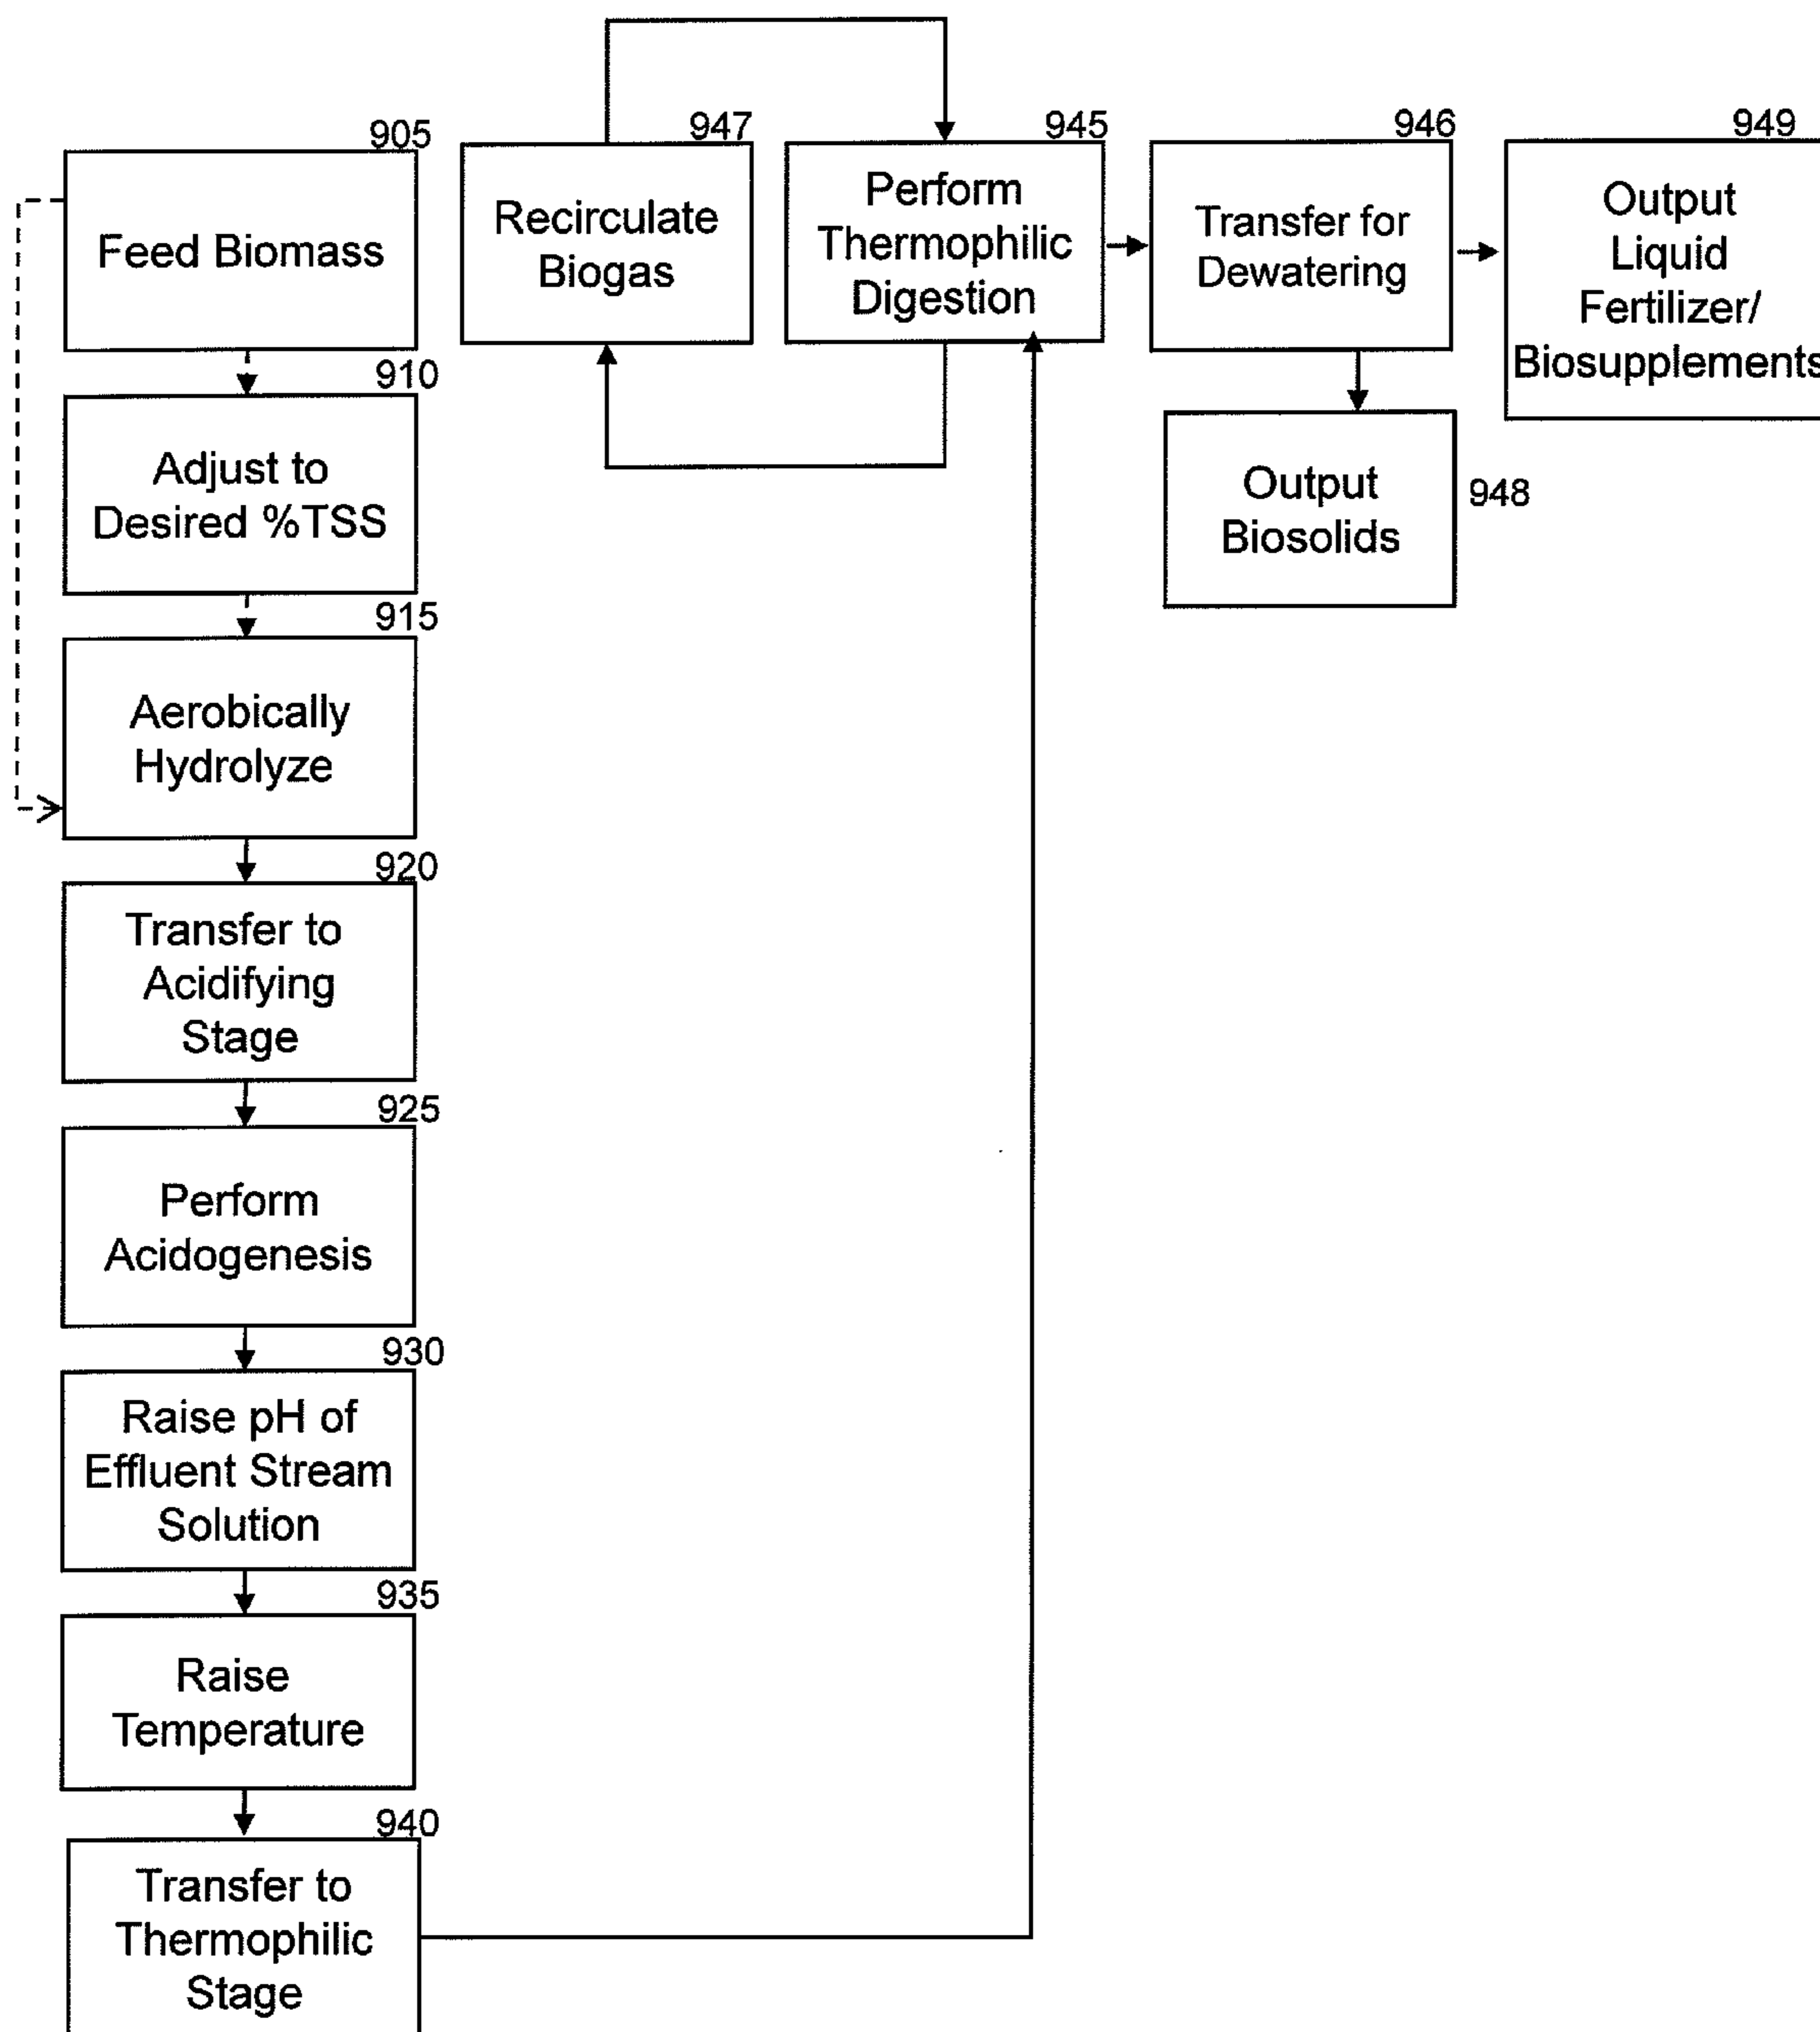 905
Feed Biomass
910
Adjust to
Desired %TSS
915
Aerobically
Hydrolyze
920
Transfer to
Acidifying
Stage
925
Perform
Acidogenesis
930
Raise pH of
Effluent Stream
Solution
935
Raise
Temperature
940
Transfer to
Thermophilic
Stage
947
Recirculate
Biogas
945
Perform
Thermophilic
Digestion
946
Transfer for
Dewatering
948
Output
Biosolids
949
Output
Liquid
Fertilizer/
Biosupplements